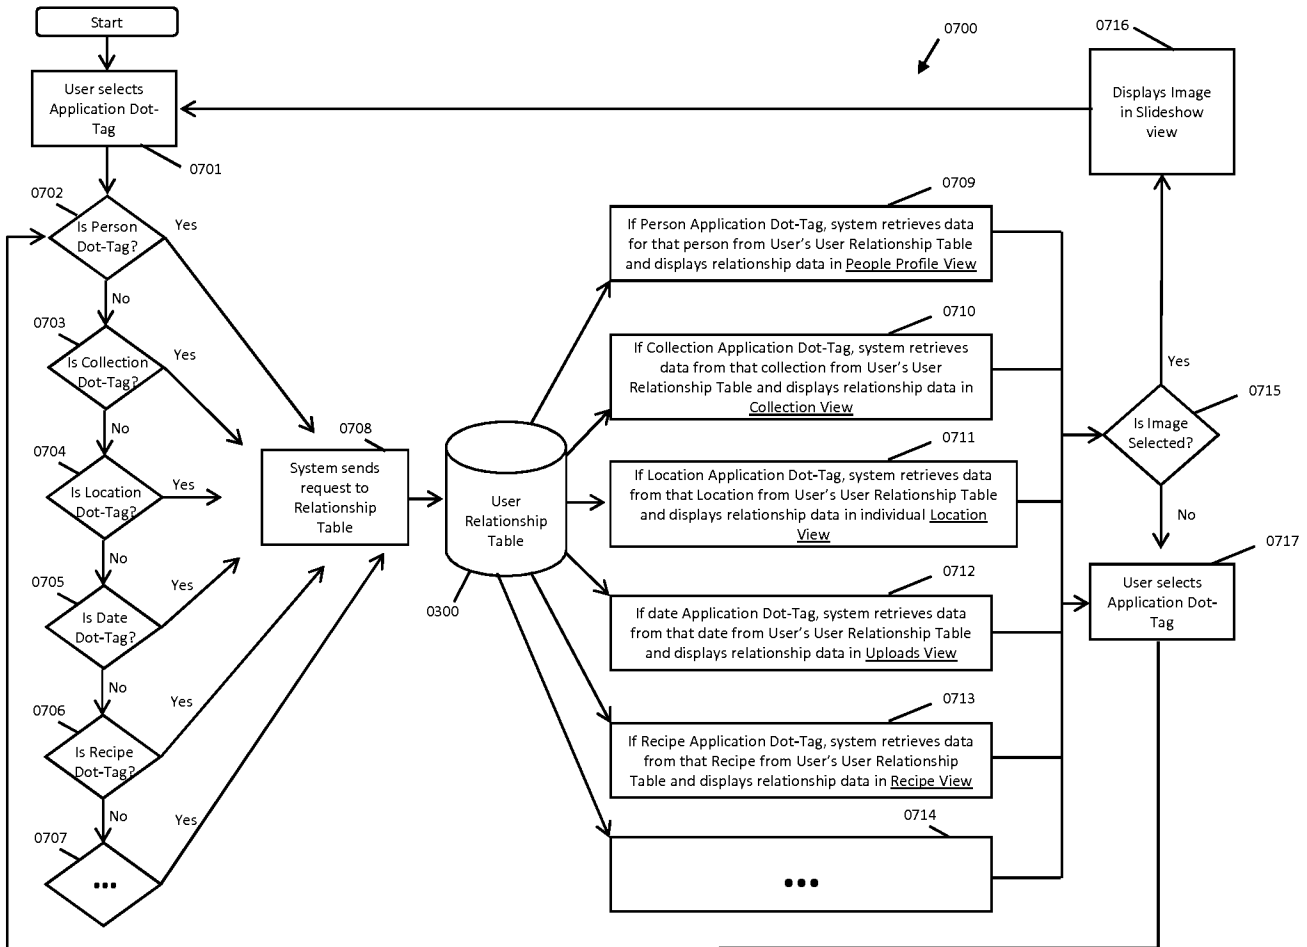 Start
0700
0716
User selects
Application Dot-
Tag
0701
Displays Image
in Slideshow
view
0702
Is Person
Dot-Tag?
Yes
No
0703
Is Collection
Dot-Tag?
Yes
No
0704
Is Location
Dot-Tag?
Yes
No
0705
Is Date
Dot-Tag?
Yes
No
0706
Is Recipe
Dot-Tag?
Yes
No
0707
...
Yes
0708
System sends
request to
Relationship
Table
User
Relationship
Table
0300
0709
If Person Application Dot-Tag, system retrieves data
for that person from User's User Relationship Table
and displays relationship data in People Profile View
0710
If Collection Application Dot-Tag, system retrieves
data from that collection from User's User
Relationship Table and displays relationship data in
Collection View
0711
If Location Application Dot-Tag, system retrieves data
from that Location from User's User Relationship Table
and displays relationship data in individual Location
View
0712
If date Application Dot-Tag, system retrieves data
from that date from User's User Relationship Table
and displays relationship data in Uploads View
0713
If Recipe Application Dot-Tag, system retrieves data
from that Recipe from User's User Relationship
Table and displays relationship data in Recipe View
0714
...
Yes
0715
Is Image
Selected?
No
0717
User selects
Application Dot-
Tag